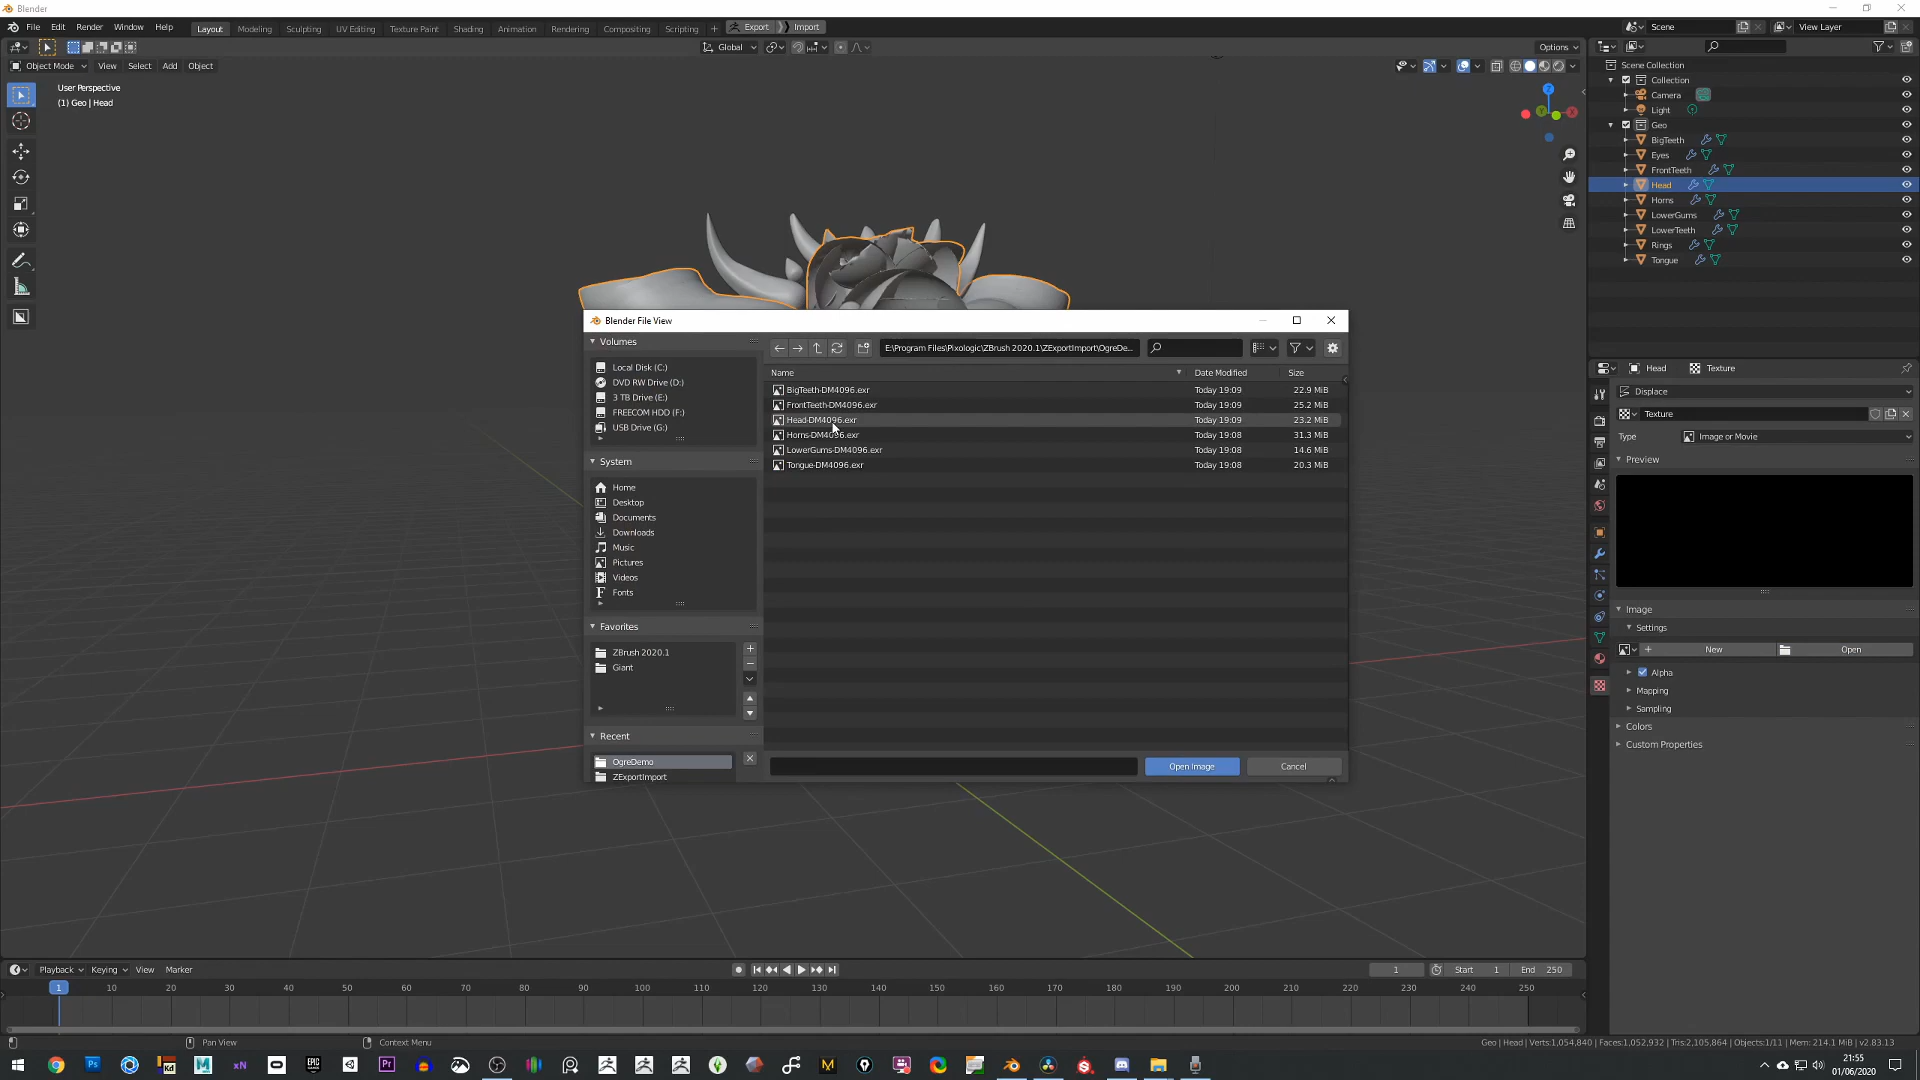 Blender
File Edit Render Window Help
Layout Modeling Sculpting UV Editing Texture Paint Shading Animation Rendering Compositing Scripting + Export Import
Scene View Layer
Global Options
Object Mode View Select Add Object
User Perspective
(1) Geo | Head
Z
Y
X
Scene Collection
Collection
Camera
Light
Geo
BigTeeth
Eyes
FrontTeeth
Head
Horns
LowerGums
LowerTeeth
Rings
Tongue
Blender File View
Volumes
Local Disk (C:)
DVD RW Drive (D:)
3 TB Drive (E:)
FREECOM HDD (F:)
USB Drive (G:)
System
Home
Desktop
Documents
Downloads
Music
Pictures
Videos
Fonts
Favorites
ZBrush 2020.1
Giant
Recent
OgreDemo
ZExportImport
E:\Program Files\Pixologic\ZBrush 2020.1\ZExportImport\OgreDe...
Name Date Modified Size
BigTeeth-DM4096.exr Today 19:09 22.9 MiB
FrontTeeth-DM4096.exr Today 19:09 25.2 MiB
Head-DM4096.exr Today 19:09 23.2 MiB
Horns-DM4096.exr Today 19:08 31.3 MiB
LowerGums-DM4096.exr Today 19:08 14.6 MiB
Tongue-DM4096.exr Today 19:08 20.3 MiB
Open Image Cancel
Head Texture
Displace
Texture
Type Image or Movie
Preview
Image
Settings
New Open
Alpha
Mapping
Sampling
Colors
Custom Properties
Playback Keying View Marker 1 Start 1 End 250
1 10 20 30 40 50 60 70 80 90 100 110 120 130 140 150 160 170 180 190 200 210 220 230 240 250
Pan View Context Menu Geo | Head | Verts:1,054,840 | Faces:1,052,932 | Tris:2,105,864 | Objects:1/11 | Mem: 214.1 MiB | v2.83.13
Ps Kd M xN EPIC GAMES Pr M
21:55
01/06/2020